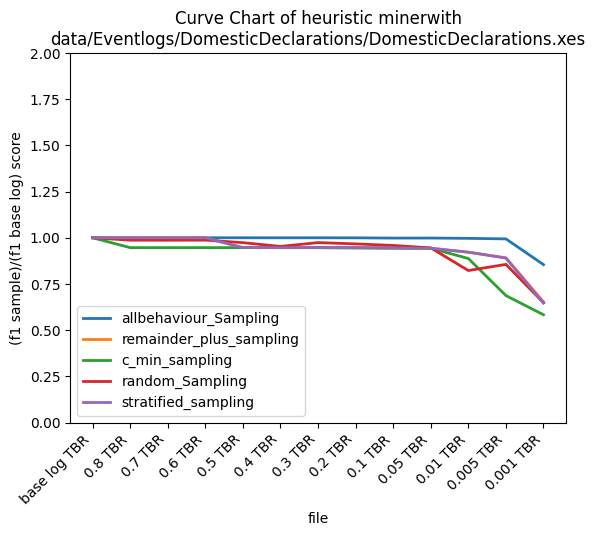 Curve Chart of heuristic minerwith
data/Eventlogs/DomesticDeclarations/DomesticDeclarations.xes
2.00
1.75
1.50
1.25
1.00
0.75
0.50
0.25
0.00
(f1 sample)/(f1 base log) score
allbehaviour_Sampling
remainder_plus_sampling
c_min_sampling
random_Sampling
stratified_sampling
base log TBR
0.8 TBR
0.7 TBR
0.6 TBR
0.5 TBR
0.4 TBR
0.3 TBR
0.2 TBR
0.1 TBR
0.05 TBR
0.01 TBR
0.005 TBR
0.001 TBR
file